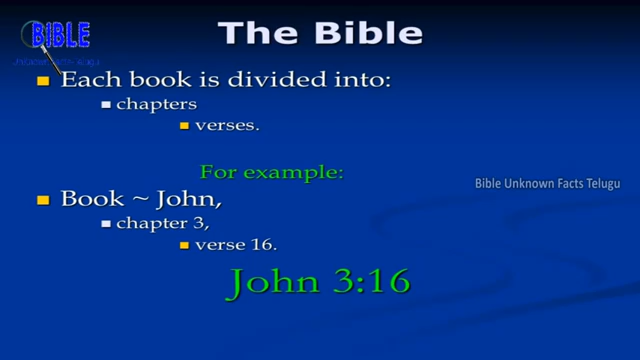 BIBLE
The Bible
Each book is divided into:
chapters
verses.
For example:
Bible Unknown Facts Telugu
Book ~ John,
chapter 3,
verse 16.
John 3:16